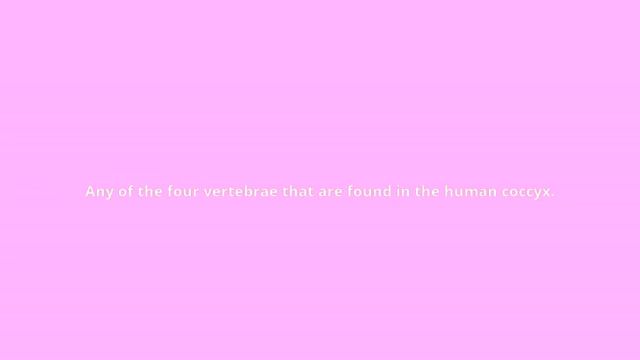 Any of the four vertebrae that are found in the human coccyx.